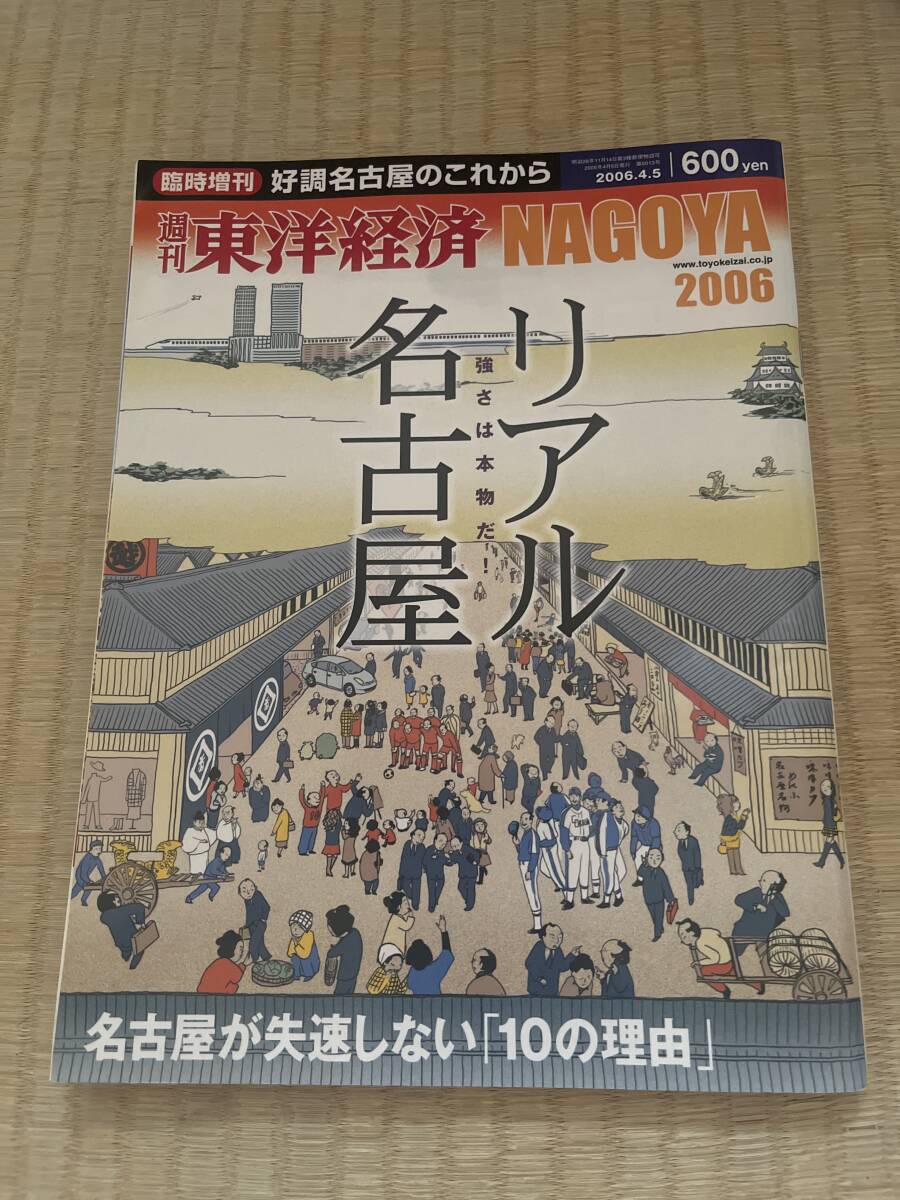 臨時増刊 好調名古屋のこれから
2006.4.5
600yen
週刊 東洋経済 NAGOYA
www.toyokeizai.co.jp
2006
リアル
名古屋
強さは本物だ!
名古屋が失速しない「10の理由」